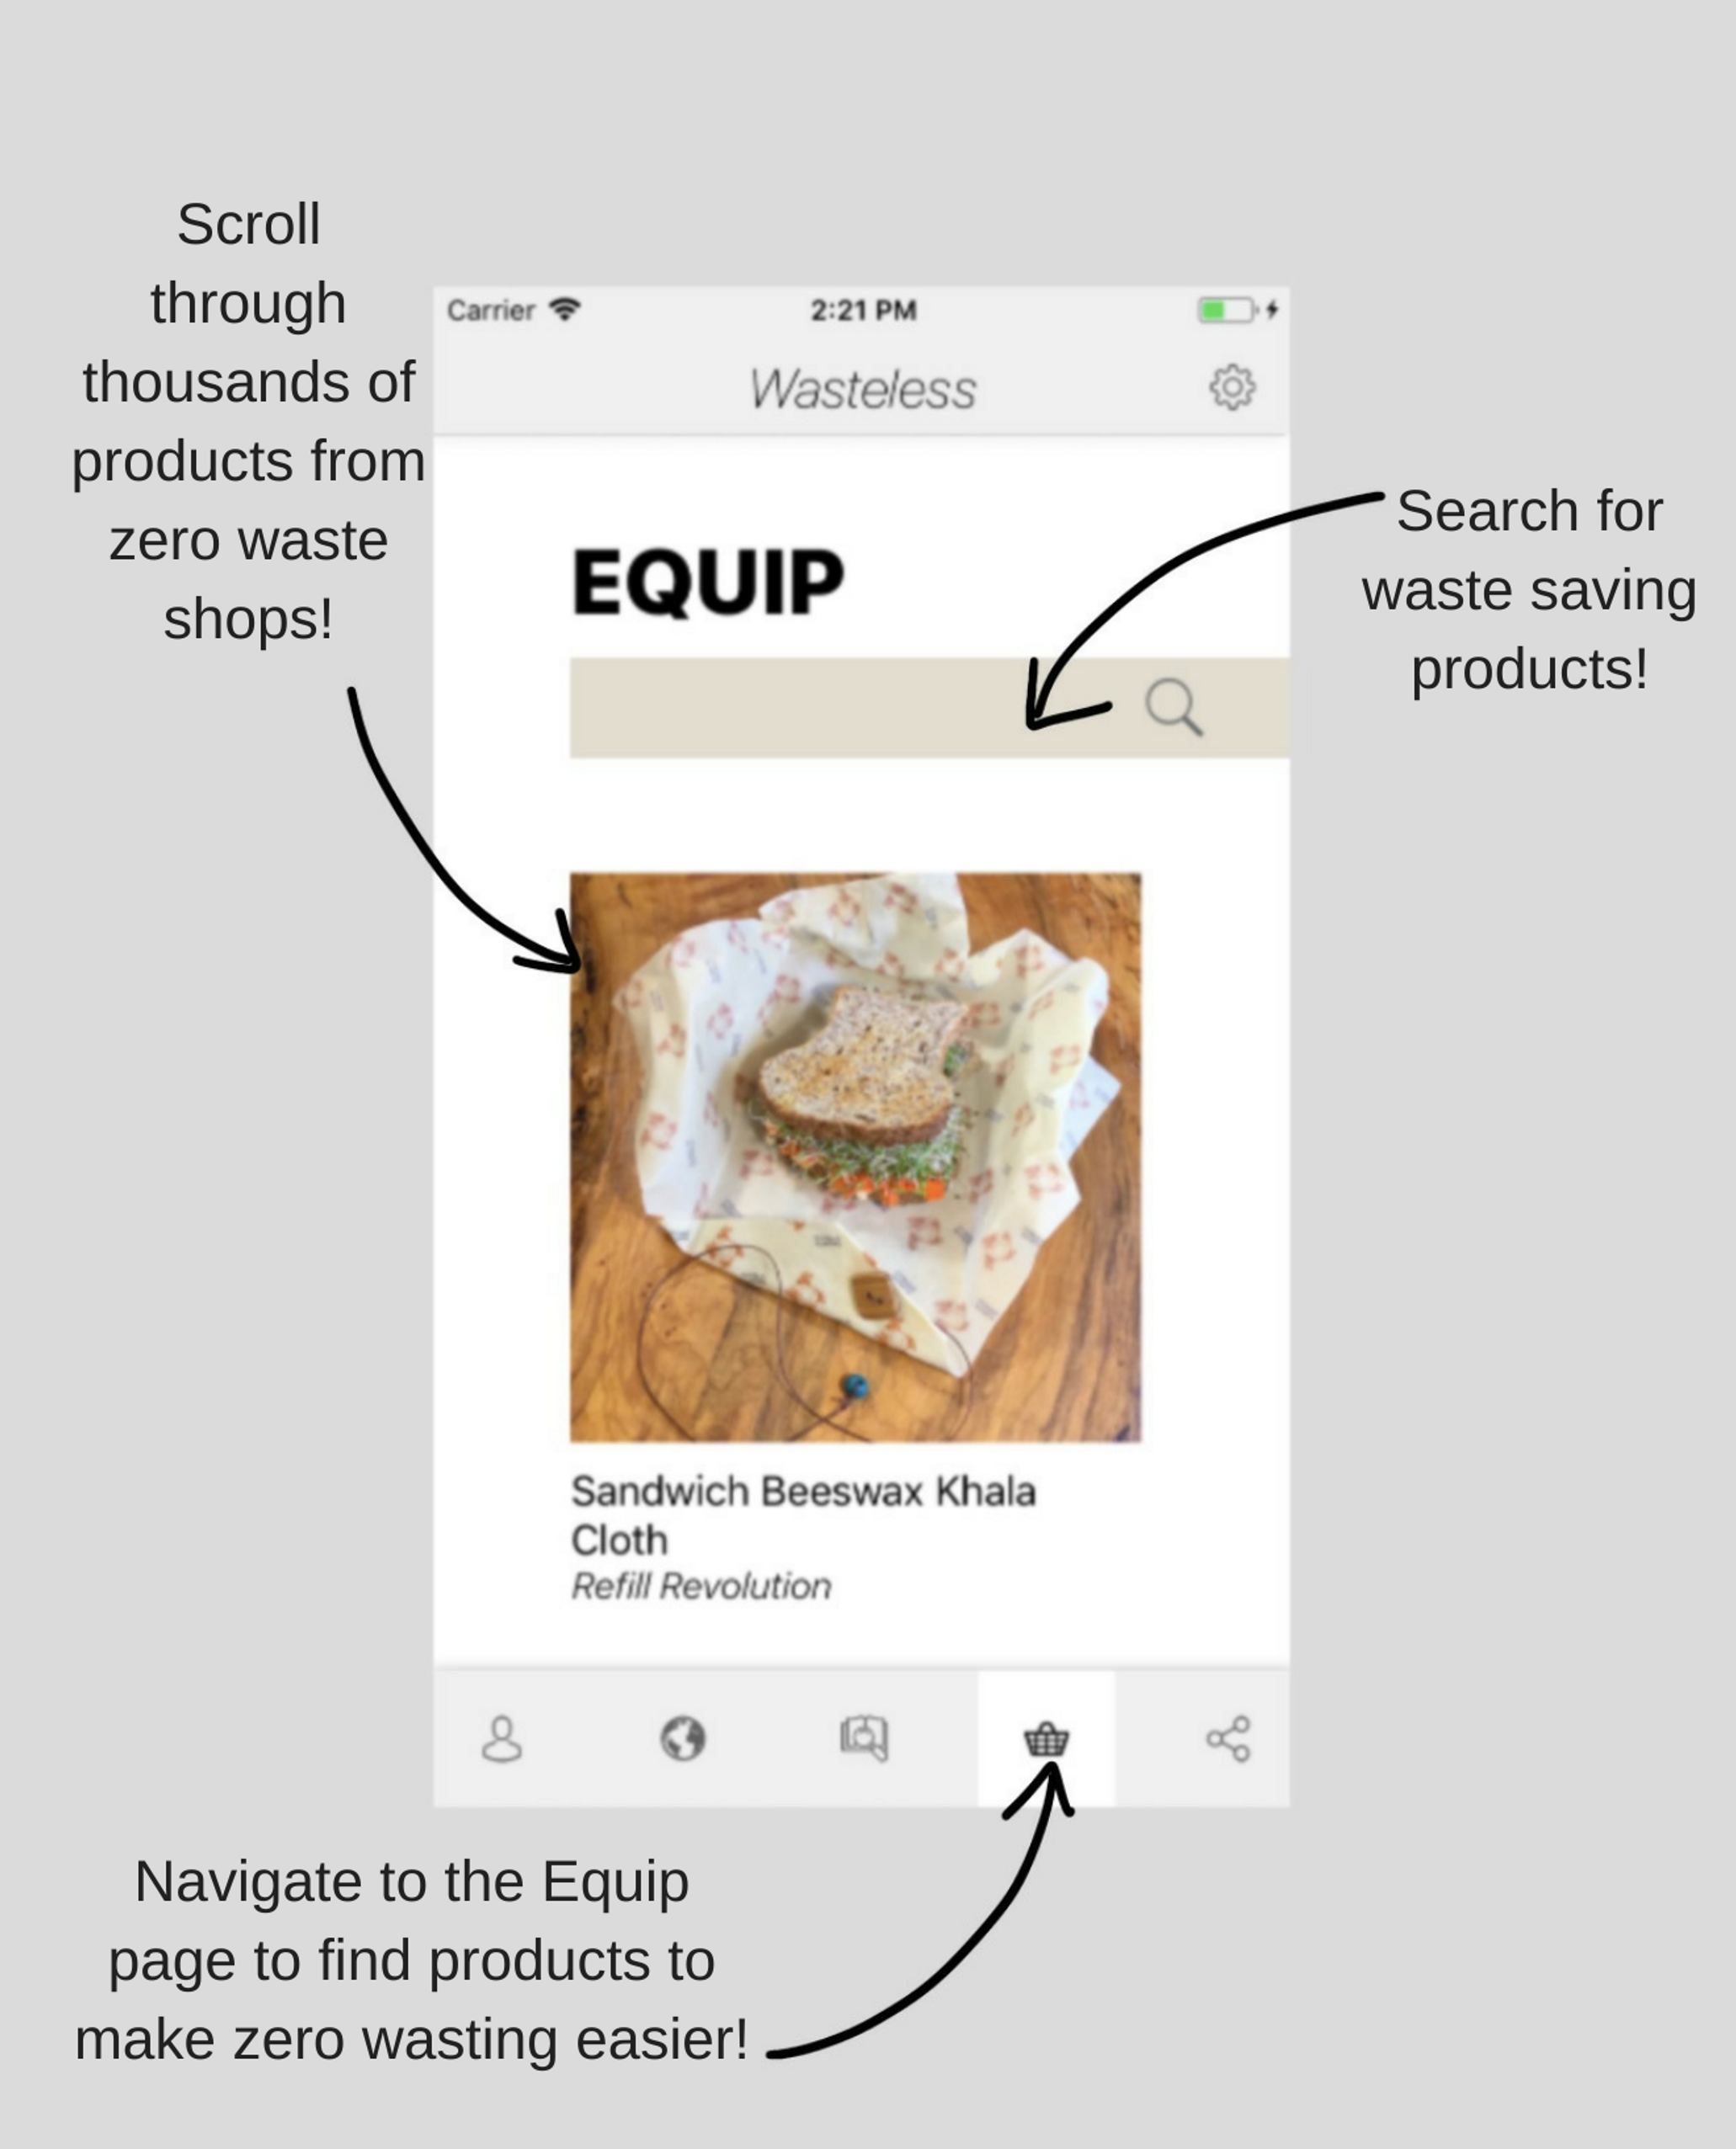 Scroll
through
thousands of
products from
zero waste
shops!
Carrier
2:21 PM
Wasteless
EQUIP
Search for
waste saving
products!
Sandwich Beeswax Khala
Cloth
Refill Revolution
Navigate to the Equip
page to find products to
make zero wasting easier!